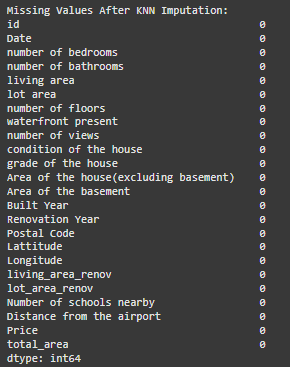 Missing Values After KNN Imputation:
id 0
Date 0
number of bedrooms 0
number of bathrooms 0
living area 0
lot area 0
number of floors 0
waterfront present 0
number of views 0
condition of the house 0
grade of the house 0
Area of the house(excluding basement) 0
Area of the basement 0
Built Year 0
Renovation Year 0
Postal Code 0
Lattitude 0
Longitude 0
living_area_renov 0
lot_area_renov 0
Number of schools nearby 0
Distance from the airport 0
Price 0
total_area 0
dtype: int64